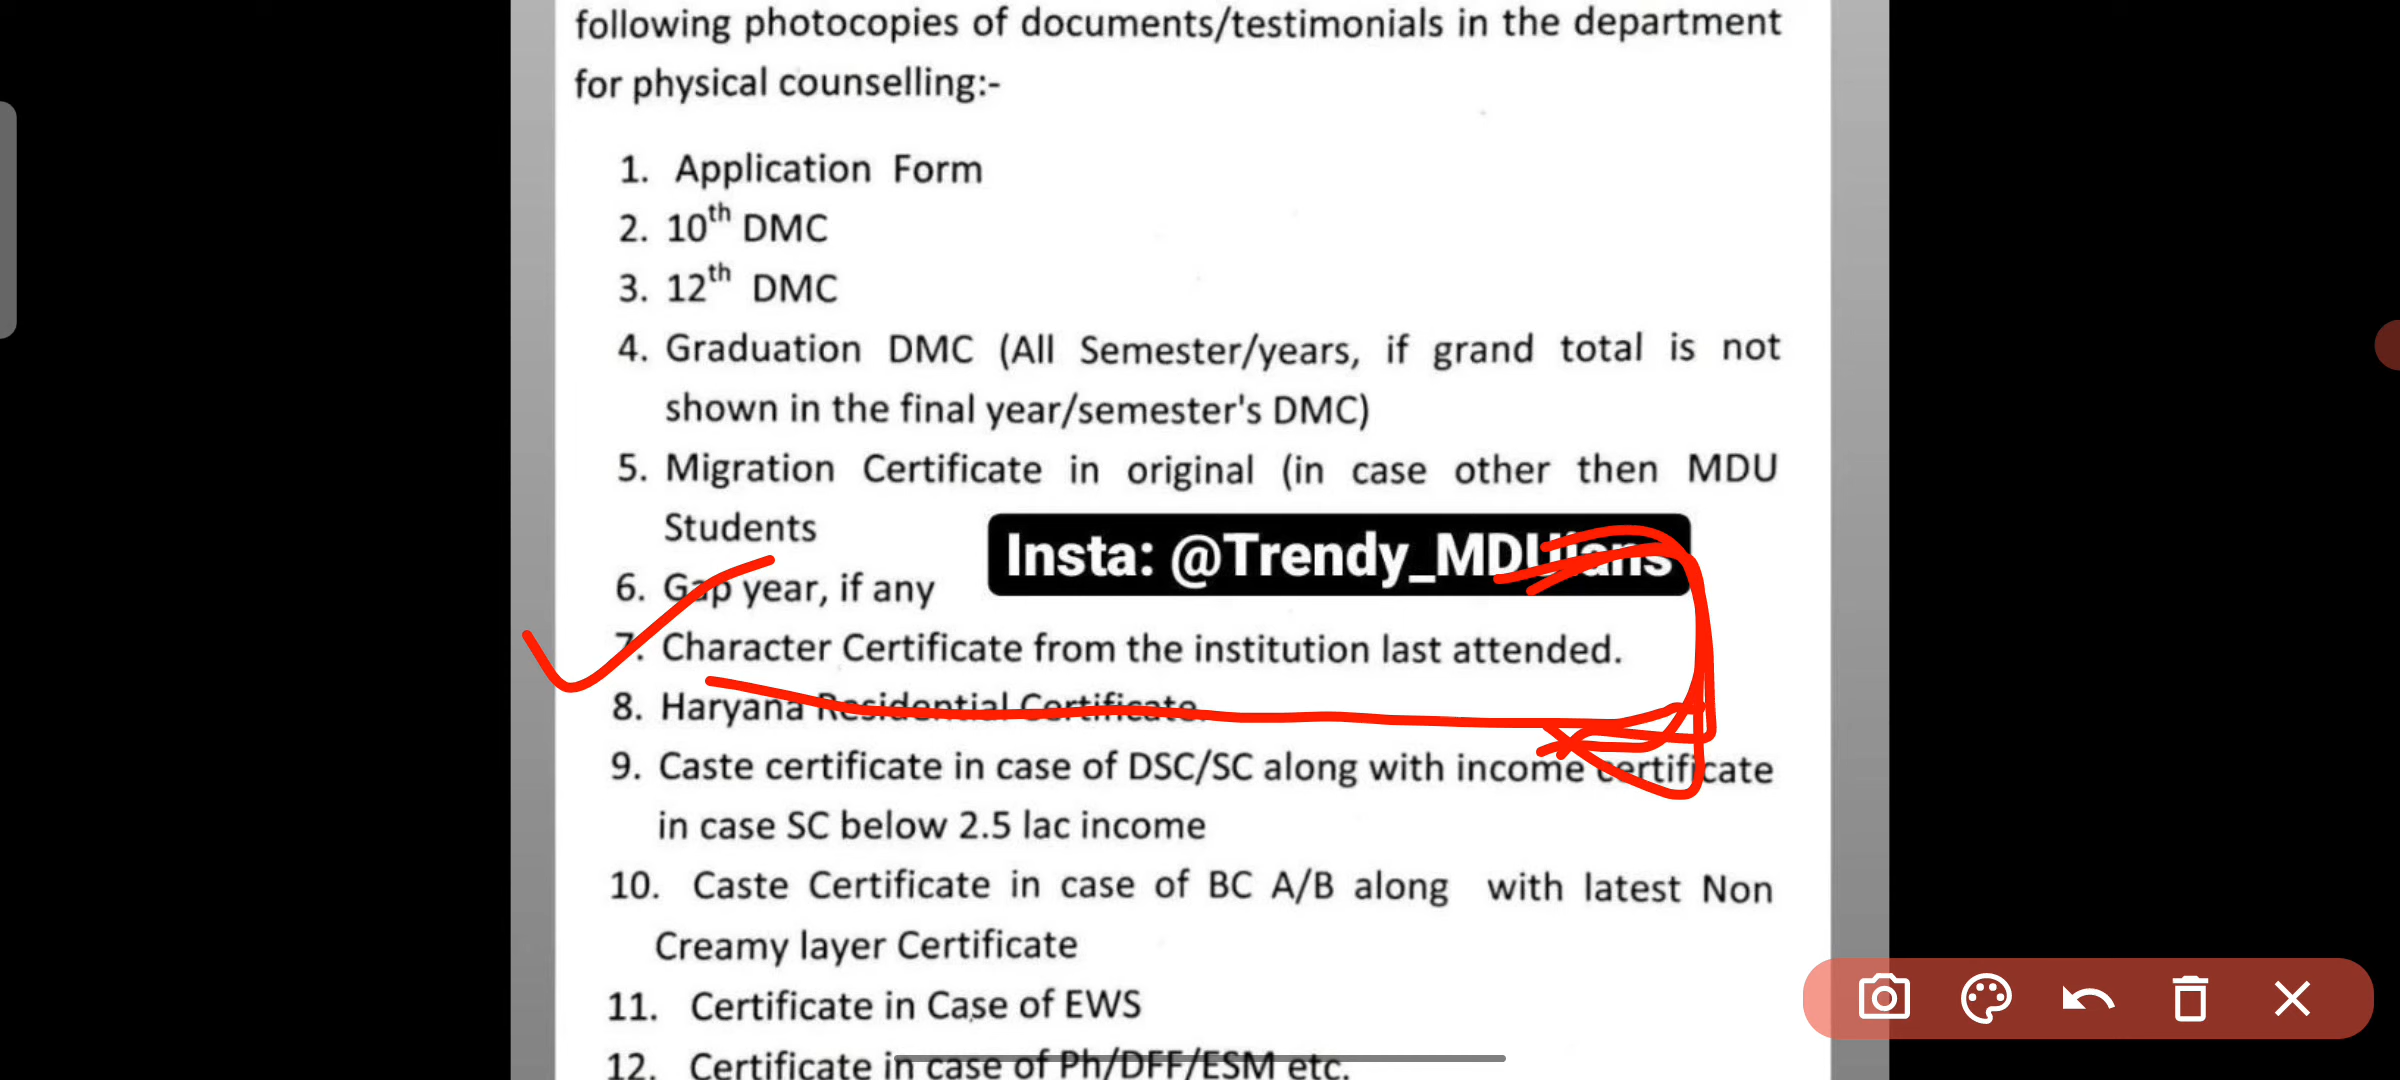 following photocopies of documents/testimonials in the department
for physical counselling:-
1. Application Form
2. 10th DMC
3. 12th DMC
4. Graduation DMC (All Semester/years, if grand total is not
shown in the final year/semester's DMC)
5. Migration Certificate in original (in case other then MDU
Students
Insta: @Trendy_MDUians
6. Gap year, if any
7. Character Certificate from the institution last attended.
8. Haryana Residential Certificate.
9. Caste certificate in case of DSC/SC along with income certificate
in case SC below 2.5 lac income
10. Caste Certificate in case of BC A/B along with latest Non
Creamy layer Certificate
11. Certificate in Case of EWS
12. Certificate in case of Ph/DFF/ESM etc.